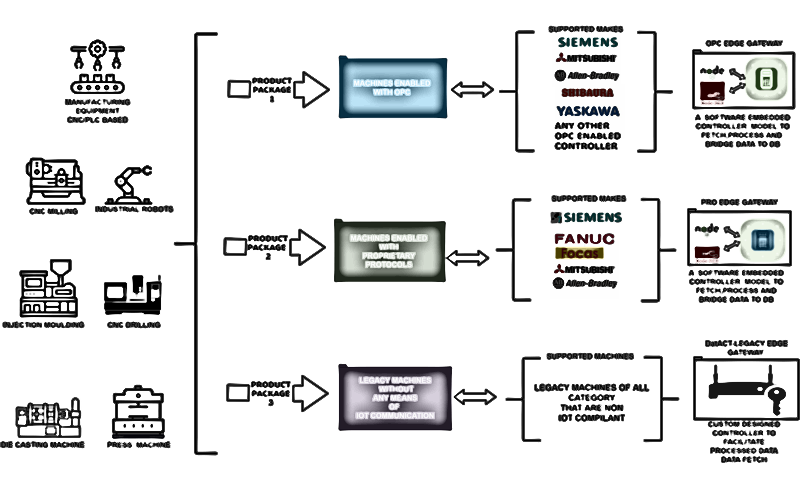 MANUFACTURING
EQUIPMENT
CNC/PLC BASED
CNC MILLING
INDUSTRIAL ROBOTS
INJECTION MOULDING
CNC DRILLING
DIE CASTING MACHINE
PRESS MACHINE
PRODUCT
PACKAGE
1
MACHINES ENABLED
WITH OPC
SUPPORTED MAKES
SIEMENS
MITSUBISHI
Allen-Bradley
SHIBAURA
YASKAWA
ANY OTHER
OPC ENABLED
CONTROLLER
OPC EDGE GATEWAY
node
A SOFTWARE EMBEDDED
CONTROLLER MODEL TO
FETCH,PROCESS AND
BRIDGE DATA TO DB
PRODUCT
PACKAGE
2
MACHINES ENABLED
WITH
PROPRIETARY
PROTOCOLS
SUPPORTED MAKES
SIEMENS
FANUC
Focas
MITSUBISHI
Allen-Bradley
PRO EDGE GATEWAY
node
A SOFTWARE EMBEDDED
CONTROLLER MODEL TO
FETCH,PROCESS AND
BRIDGE DATA TO DB
PRODUCT
PACKAGE
3
LEGACY MACHINES
WITHOUT
ANY MEANS
OF
IOT COMMUNICATION
SUPPORTED MACHINES
LEGACY MACHINES OF ALL
CATEGORY
THAT ARE NON
IOT COMPILANT
DATACT-LEGACY EDGE
GATEWAY
CUSTOM DESIGNED
CONTROLLER TO
FACILITATE
PROCESSED DATA
DATA FETCH